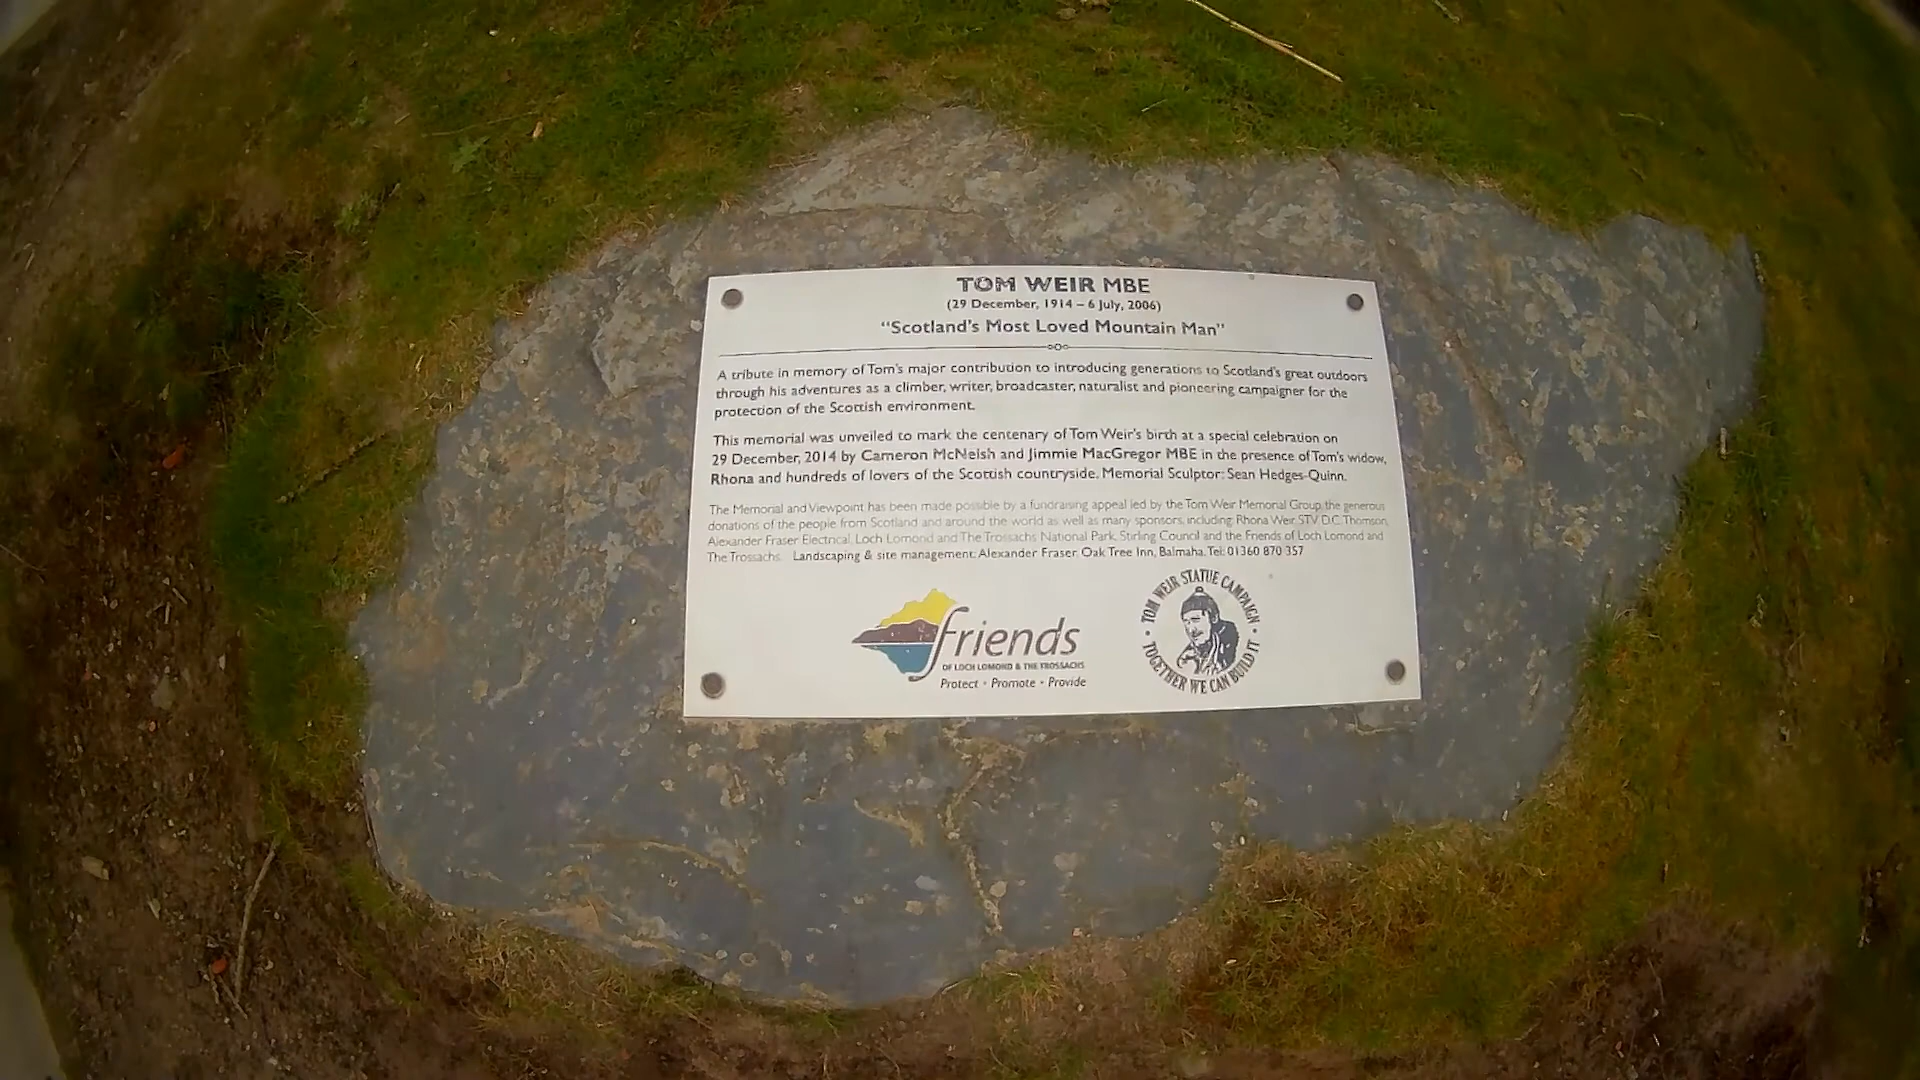 TOM WEIR MBE
(29 December, 1914 – 6 July, 2006)
"Scotland's Most Loved Mountain Man"
A tribute in memory of Tom's major contribution to introducing generations to Scotland's great outdoors
through his adventures as a climber, writer, broadcaster, naturalist and pioneering campaigner for the
protection of the Scottish environment.
This memorial was unveiled to mark the centenary of Tom Weir's birth at a special celebration on
29 December, 2014 by Cameron McNeish and Jimmie MacGregor MBE in the presence of Tom's widow,
Rhona and hundreds of lovers of the Scottish countryside. Memorial Sculptor: Sean Hedges-Quinn.
The Memorial and Viewpoint has been made possible by a fundraising appeal led by the Tom Weir Memorial Group, the generous
donations of the people from Scotland and around the world as well as many sponsors, including: Rhona Weir, STV, D.C. Thomson,
Alexander Fraser Electrical, Loch Lomond and The Trossachs National Park, Stirling Council and the Friends of Loch Lomond and
The Trossachs. Landscaping & site management: Alexander Fraser. Oak Tree Inn, Balmaha. Tel: 01360 870 357
friends
OF LOCH LOMOND & THE TROSSACHS
Protect • Promote • Provide
• TOM WEIR STATUE CAMPAIGN •
TOGETHER WE CAN BUILD IT